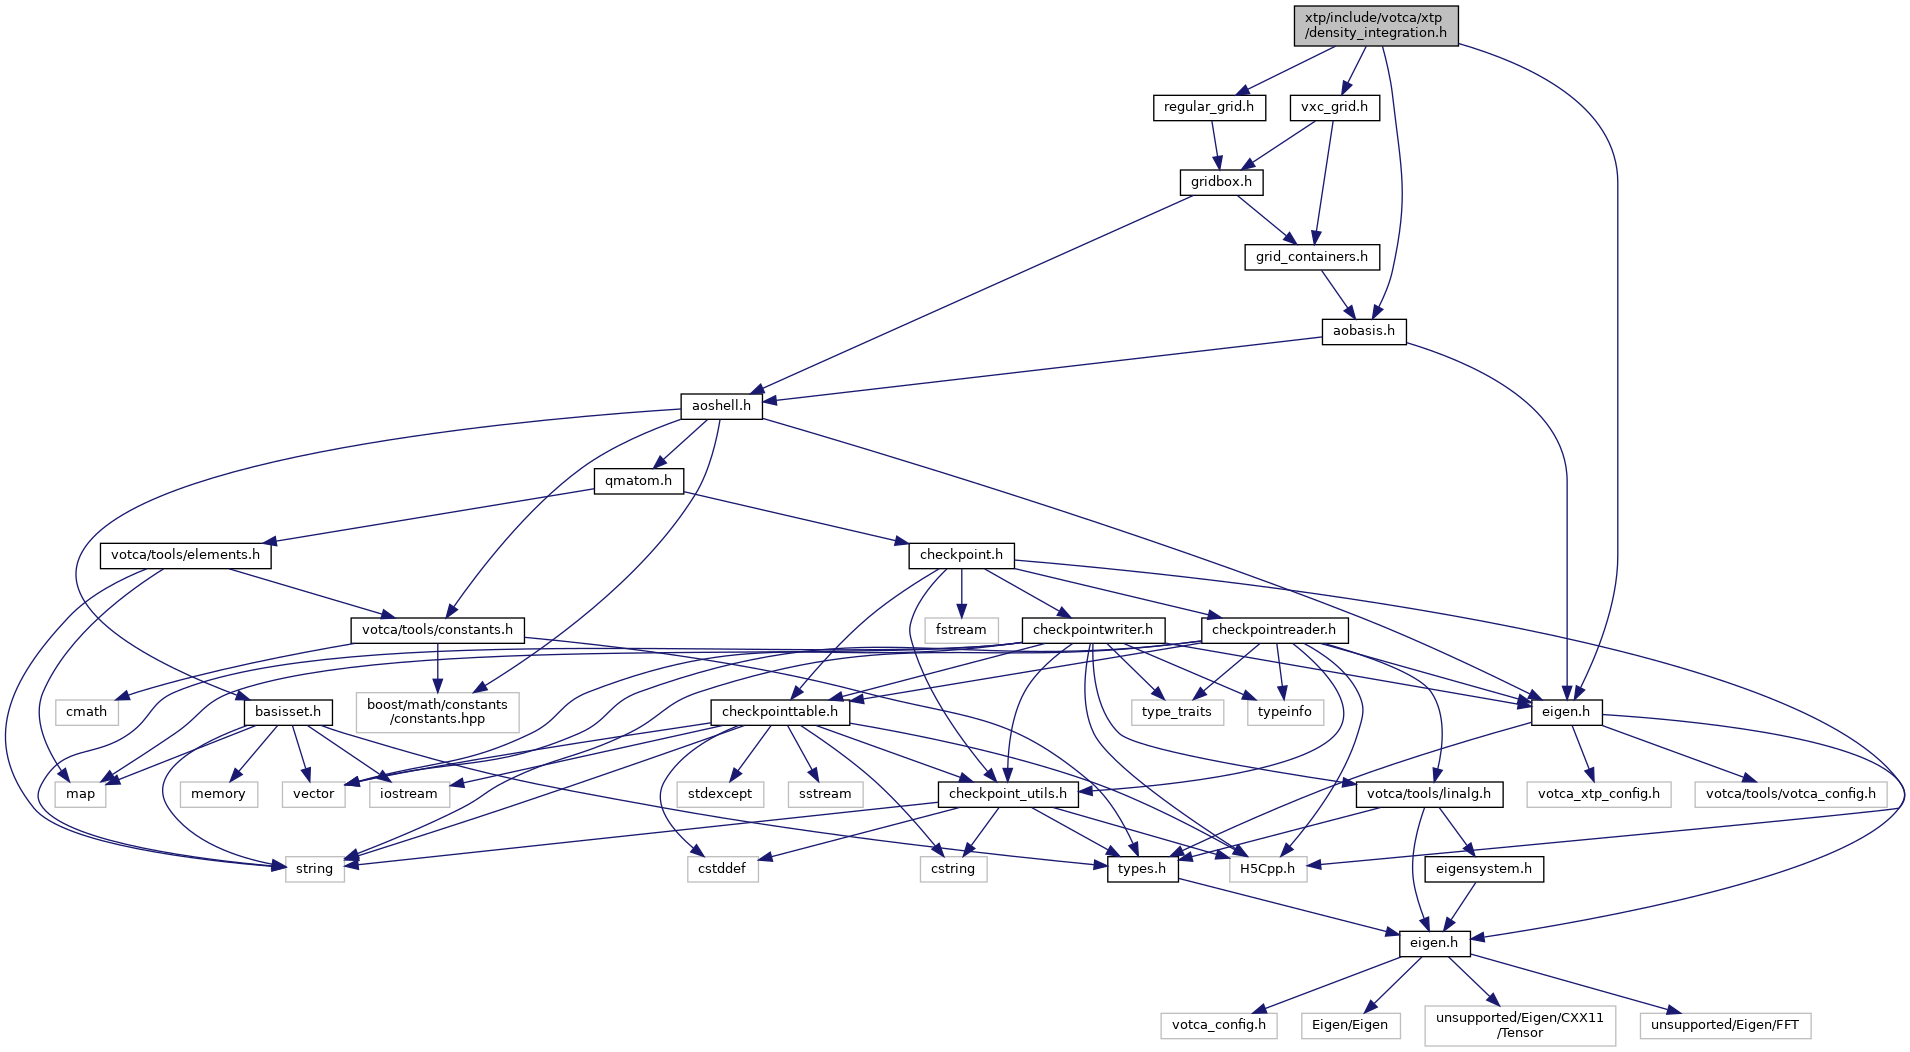 xtp/include/votca/xtp
/density_integration.h
regular_grid.h
vxc_grid.h
gridbox.h
grid_containers.h
aobasis.h
aoshell.h
qmatom.h
votca/tools/elements.h
checkpoint.h
votca/tools/constants.h
fstream
checkpointwriter.h
checkpointreader.h
cmath
basisset.h
boost/math/constants
/constants.hpp
checkpointtable.h
type_traits
typeinfo
eigen.h
map
memory
vector
iostream
stdexcept
sstream
checkpoint_utils.h
votca/tools/linalg.h
votca_xtp_config.h
votca/tools/votca_config.h
string
cstddef
cstring
types.h
H5Cpp.h
eigensystem.h
eigen.h
votca_config.h
Eigen/Eigen
unsupported/Eigen/CXX11
/Tensor
unsupported/Eigen/FFT